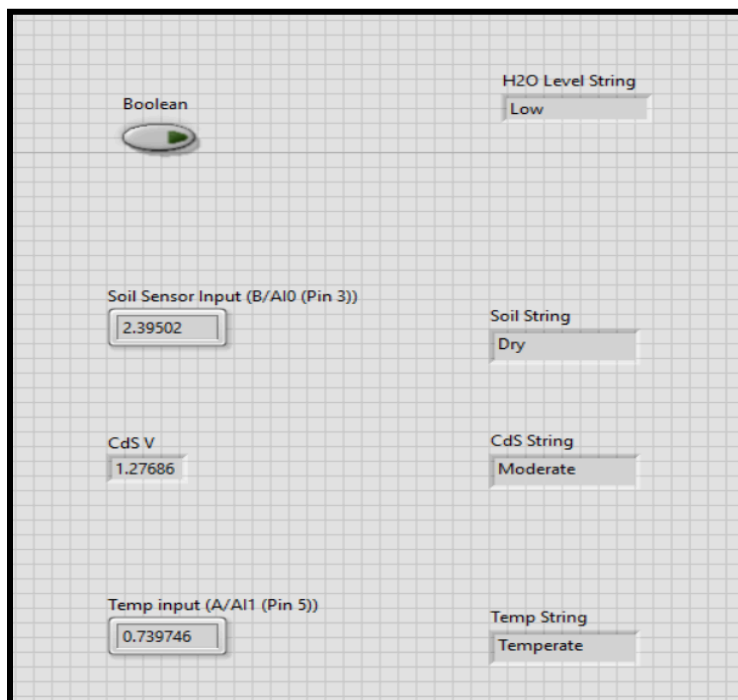 H2O Level String
Boolean
Low
Soil Sensor Input (B/AI0 (Pin 3))
2.39502
Soil String
Dry
CdS V
1.27686
CdS String
Moderate
Temp input (A/AI1 (Pin 5))
0.739746
Temp String
Temperate